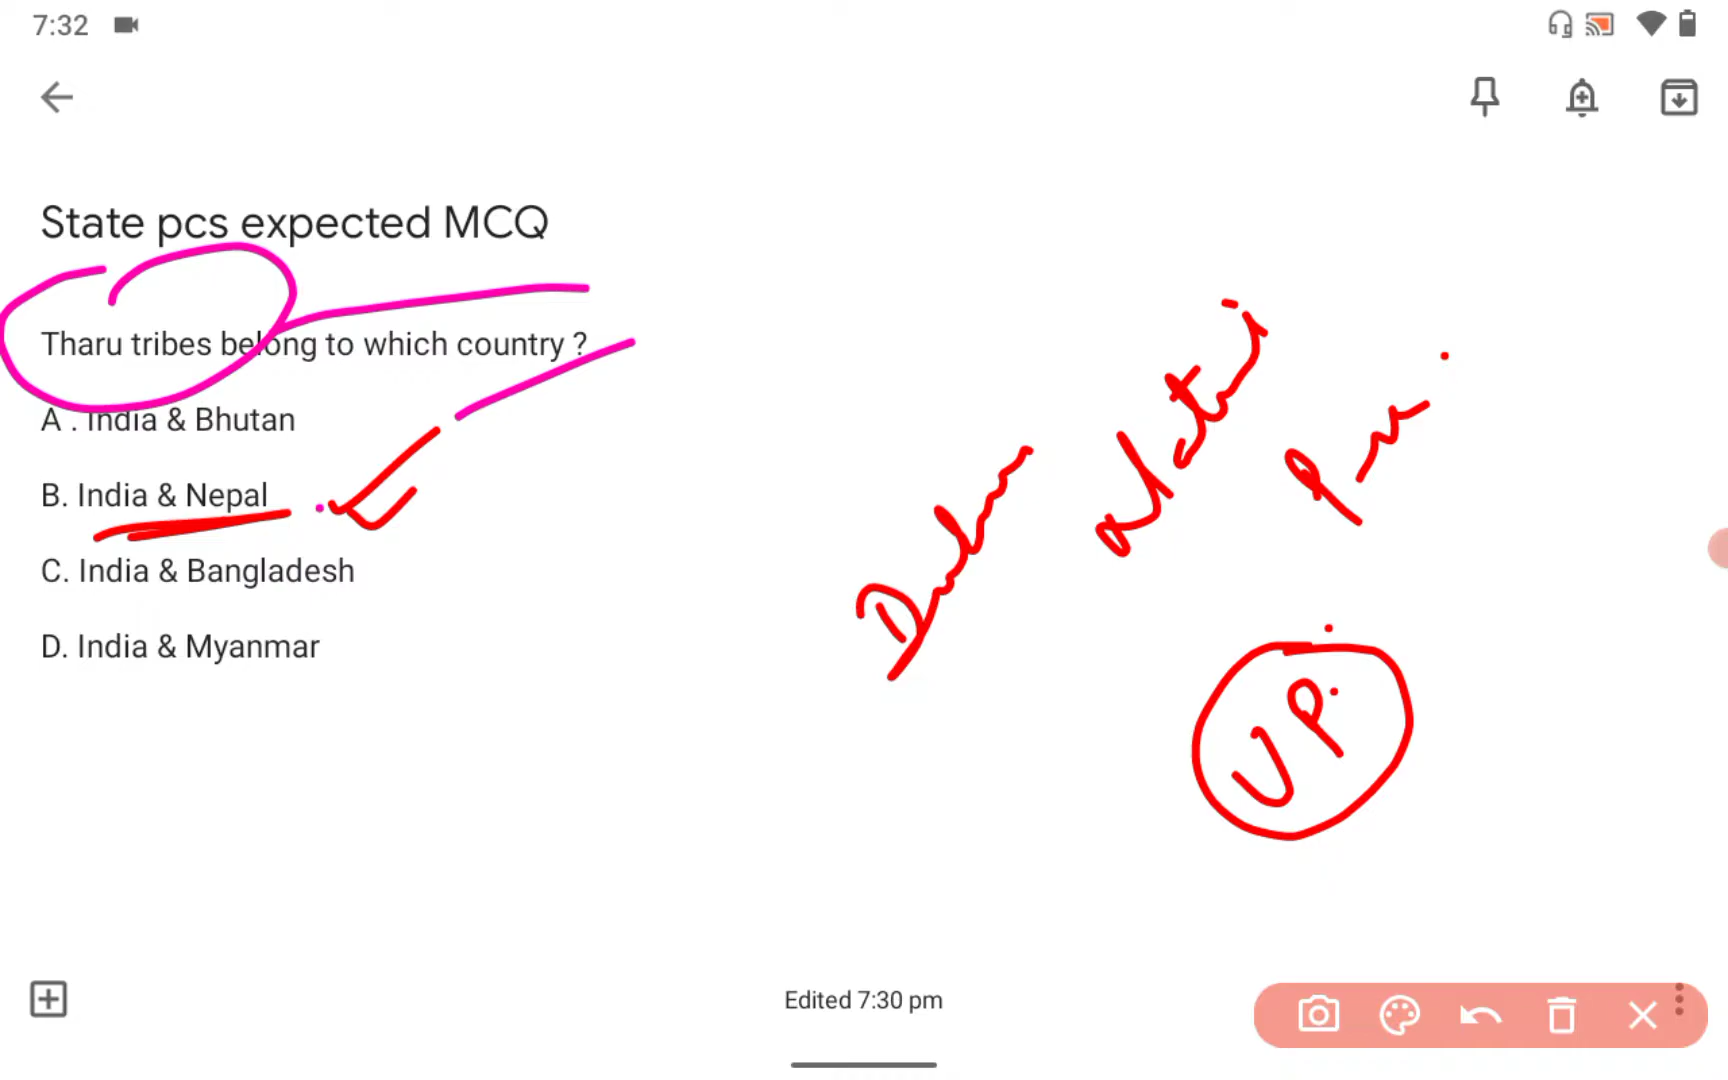 7:32
State pcs expected MCQ
Tharu tribes belong to which country ?
A . India & Bhutan
B. India & Nepal
C. India & Bangladesh
D. India & Myanmar
U.P.
Edited 7:30 pm